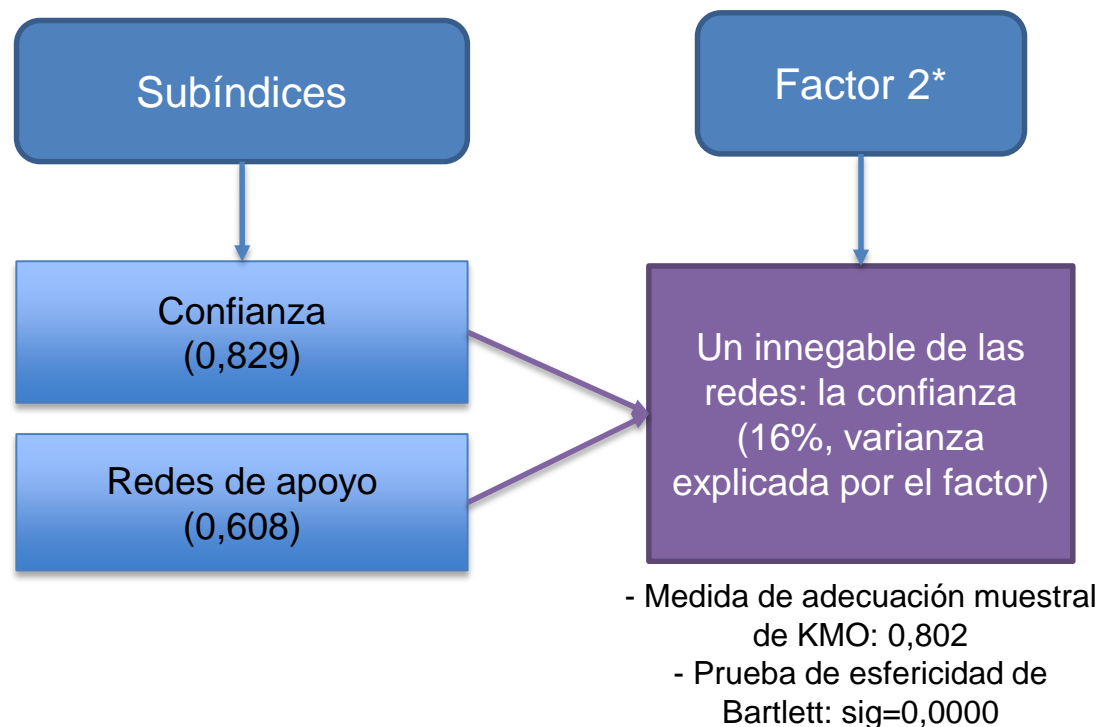 Subíndices
Factor 2*
Confianza
(0,829)
Redes de apoyo
(0,608)
Un innegable de las
redes: la confianza
(16%, varianza
explicada por el factor)
- Medida de adecuación muestral
de KMO: 0,802
- Prueba de esfericidad de
Bartlett: sig=0,0000